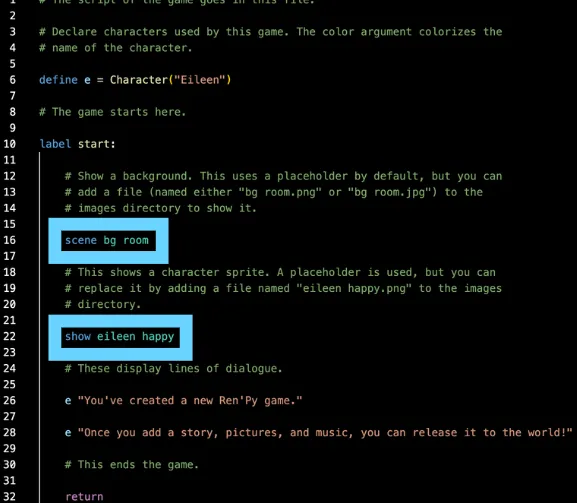 1 # The script of the game goes in this file.
2
3 # Declare characters used by this game. The color argument colorizes the
4 # name of the character.
5
6 define e = Character("Eileen")
7
8 # The game starts here.
9
10 label start:
11
12 # Show a background. This uses a placeholder by default, but you can
13 # add a file (named either "bg room.png" or "bg room.jpg") to the
14 # images directory to show it.
15
16 scene bg room
17
18 # This shows a character sprite. A placeholder is used, but you can
19 # replace it by adding a file named "eileen happy.png" to the images
20 # directory.
21
22 show eileen happy
23
24 # These display lines of dialogue.
25
26 e "You've created a new Ren'Py game."
27
28 e "Once you add a story, pictures, and music, you can release it to the world!"
29
30 # This ends the game.
31
32 return